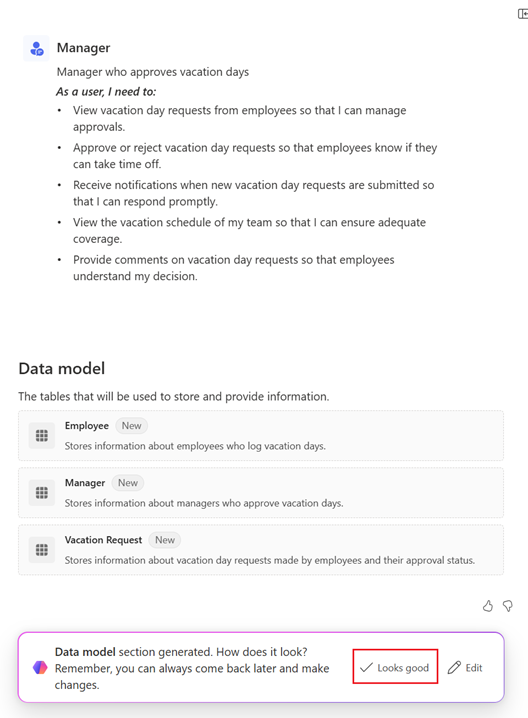 Manager
Manager who approves vacation days
As a user, I need to:
• View vacation day requests from employees so that I can manage
approvals.
• Approve or reject vacation day requests so that employees know if they
can take time off.
• Receive notifications when new vacation day requests are submitted so
that I can respond promptly.
• View the vacation schedule of my team so that I can ensure adequate
coverage.
• Provide comments on vacation day requests so that employees
understand my decision.
Data model
The tables that will be used to store and provide information.
Employee New
Stores information about employees who log vacation days.
Manager New
Stores information about managers who approve vacation days.
Vacation Request New
Stores information about vacation day requests made by employees and their approval status.
Data model section generated. How does it look?
Remember, you can always come back later and make
changes.
Looks good
Edit